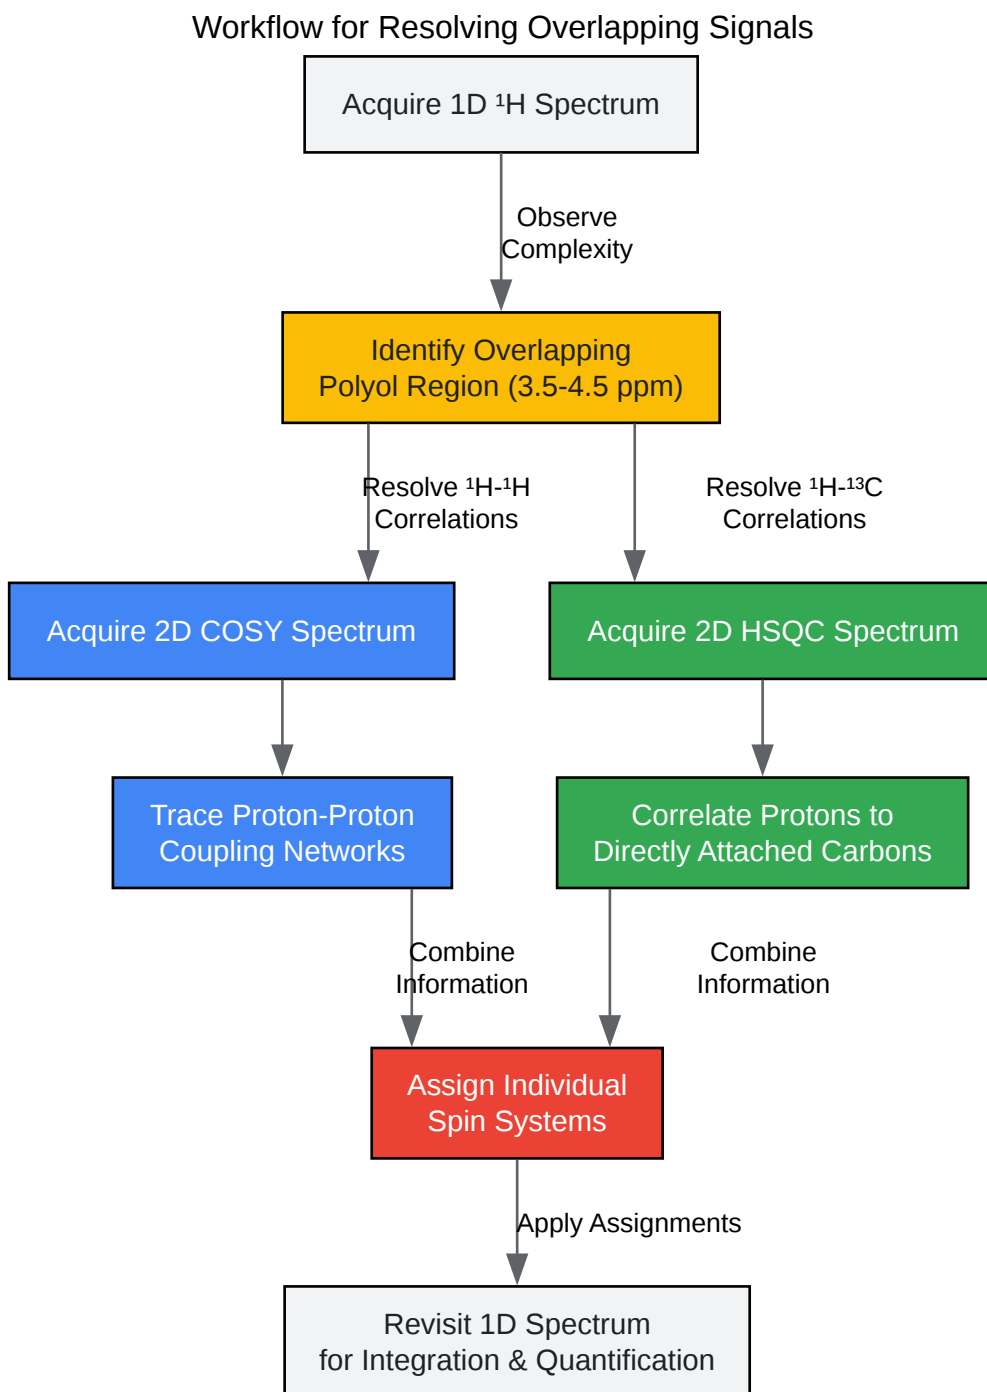 Workflow for Resolving Overlapping Signals
Acquire 1D ¹H Spectrum
Observe
Complexity
Identify Overlapping
Polyol Region (3.5-4.5 ppm)
Resolve ¹H-¹H
Correlations
Resolve ¹H-¹³C
Correlations
Acquire 2D COSY Spectrum
Acquire 2D HSQC Spectrum
Trace Proton-Proton
Coupling Networks
Correlate Protons to
Directly Attached Carbons
Combine
Information
Combine
Information
Assign Individual
Spin Systems
Apply Assignments
Revisit 1D Spectrum
for Integration & Quantification